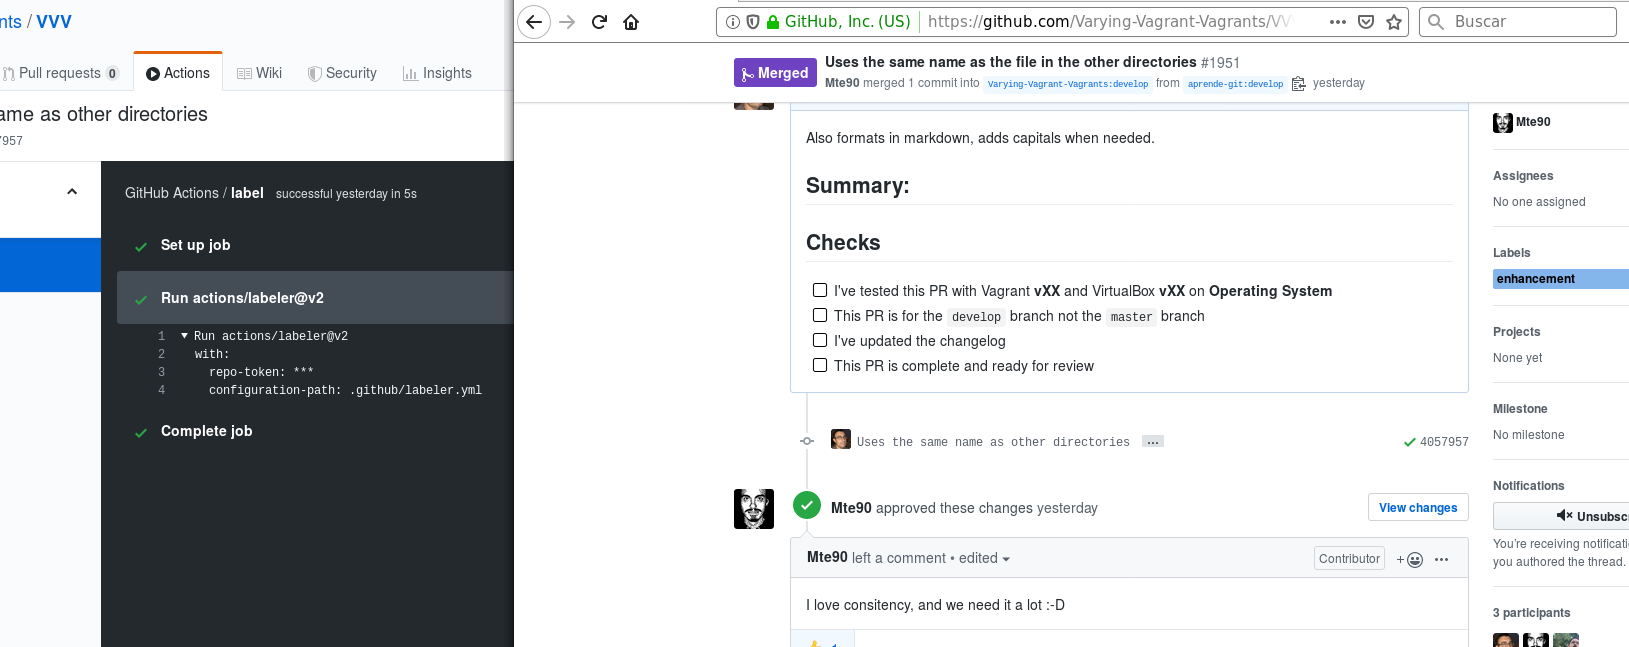 nts / VVV
Pull requests 0 Actions Wiki Security Insights
ame as other directories
7957
GitHub Actions / label successful yesterday in 5s
Set up job
Run actions/labeler@v2
1 ▼ Run actions/labeler@v2
2 with:
3 repo-token: ***
4 configuration-path: .github/labeler.yml
Complete job
GitHub, Inc. (US) https://github.com/Varying-Vagrant-Vagrants/VV
Buscar
Merged
Uses the same name as the file in the other directories #1951
Mte90 merged 1 commit into Varying-Vagrant-Vagrants:develop from aprende-git:develop yesterday
Also formats in markdown, adds capitals when needed.
Summary:
Checks
I've tested this PR with Vagrant vXX and VirtualBox vXX on Operating System
This PR is for the develop branch not the master branch
I've updated the changelog
This PR is complete and ready for review
Uses the same name as other directories ... 4057957
Mte90 approved these changes yesterday View changes
Mte90 left a comment • edited Contributor
I love consitency, and we need it a lot :-D
Mte90
Assignees
No one assigned
Labels
enhancement
Projects
None yet
Milestone
No milestone
Notifications
Unsubsc
You're receiving notificati
you authored the thread.
3 participants